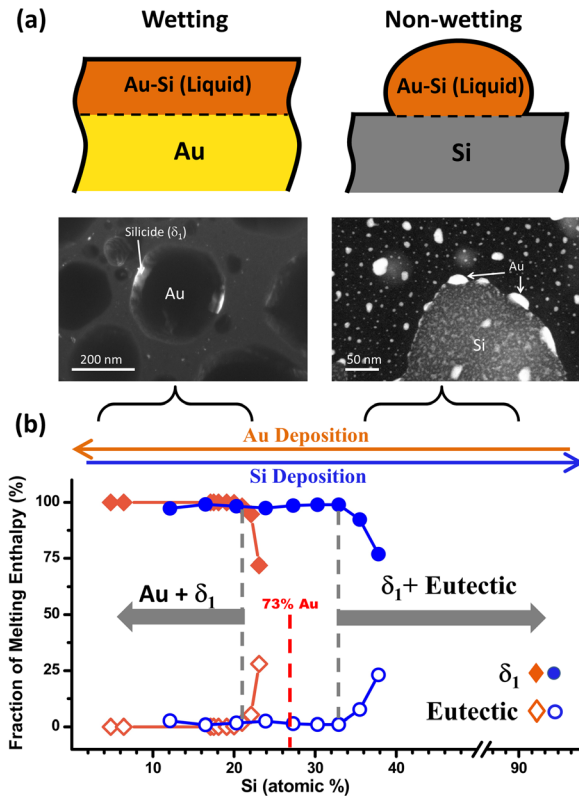 (a)
Wetting
Non-wetting
Au-Si (Liquid)
Au
Au-Si (Liquid)
Si
Silicide (δ₁)
Au
200 nm
Au
Si
50 nm
(b)
Au Deposition
Si Deposition
Fraction of Melting Enthalpy (%)
100
75
50
25
0
Au + δ₁
73% Au
δ₁+ Eutectic
δ₁
Eutectic
10
20
30
40
90
Si (atomic %)